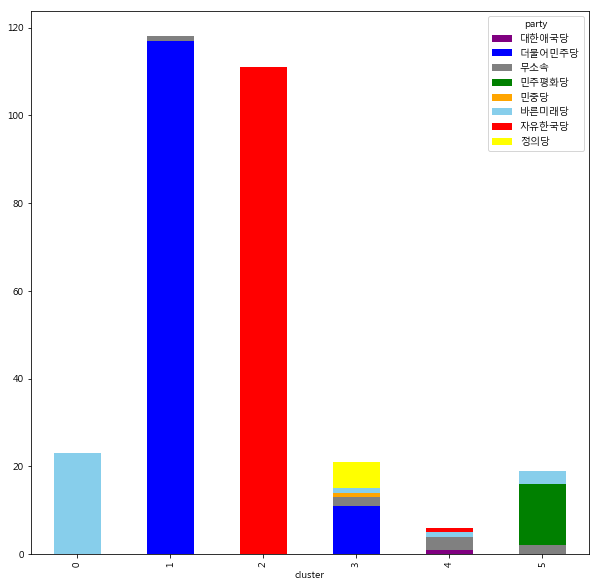 party
대한애국당
더불어민주당
무소속
민주평화당
민중당
바른미래당
자유한국당
정의당
120
100
80
60
40
20
0
0 1 2 3 4 5
cluster